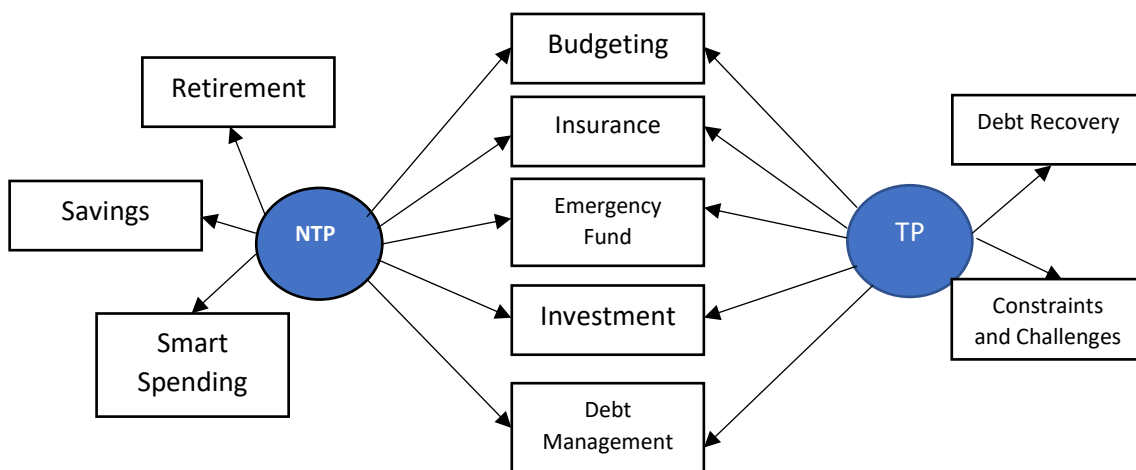 Budgeting
Retirement
Insurance
Debt Recovery
Savings
Emergency
Fund
NTP
TP
Investment
Constraints
and Challenges
Smart
Spending
Debt
Management